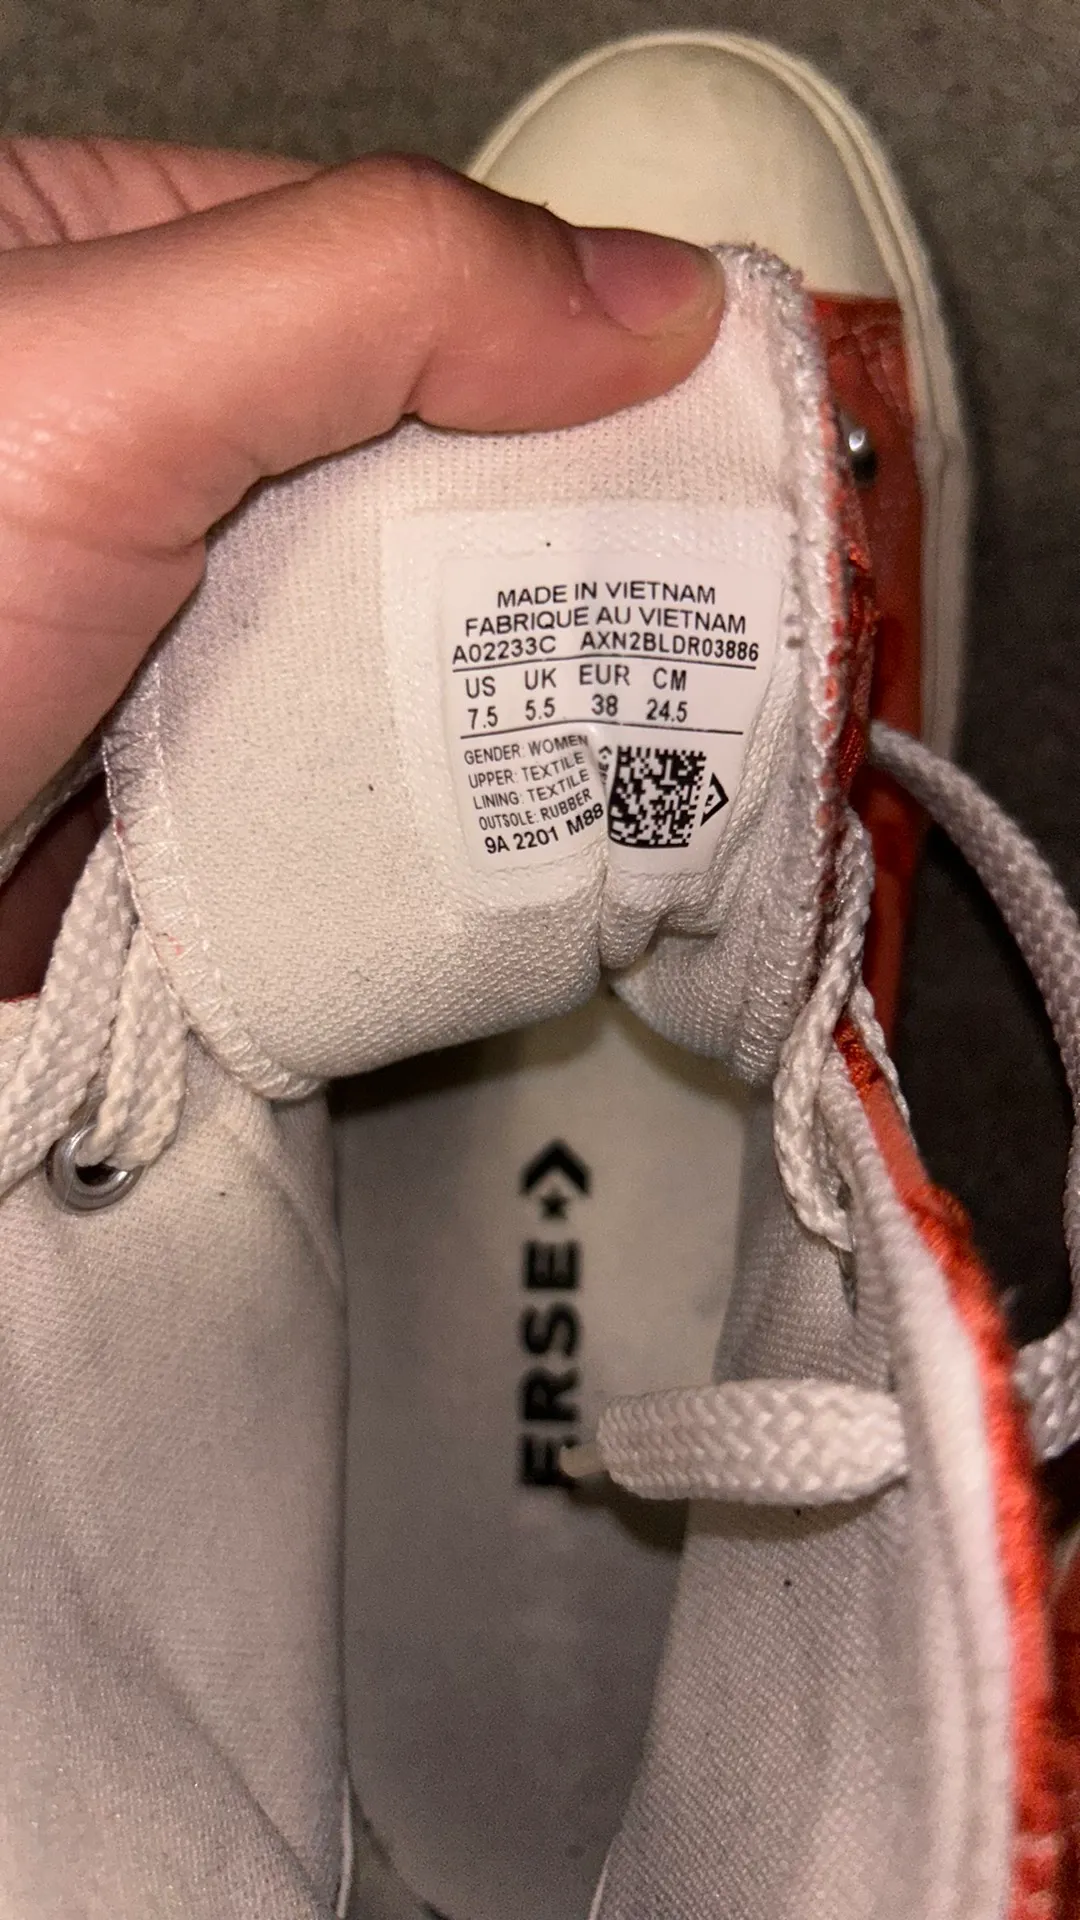 MADE IN VIETNAM
FABRIQUE AU VIETNAM
A02233C AXN2BLDR03886
US UK EUR CM
7.5 5.5 38 24.5
GENDER: WOMEN
UPPER: TEXTILE
LINING: TEXTILE
OUTSOLE: RUBBER
9A 2201 M88
ERSE